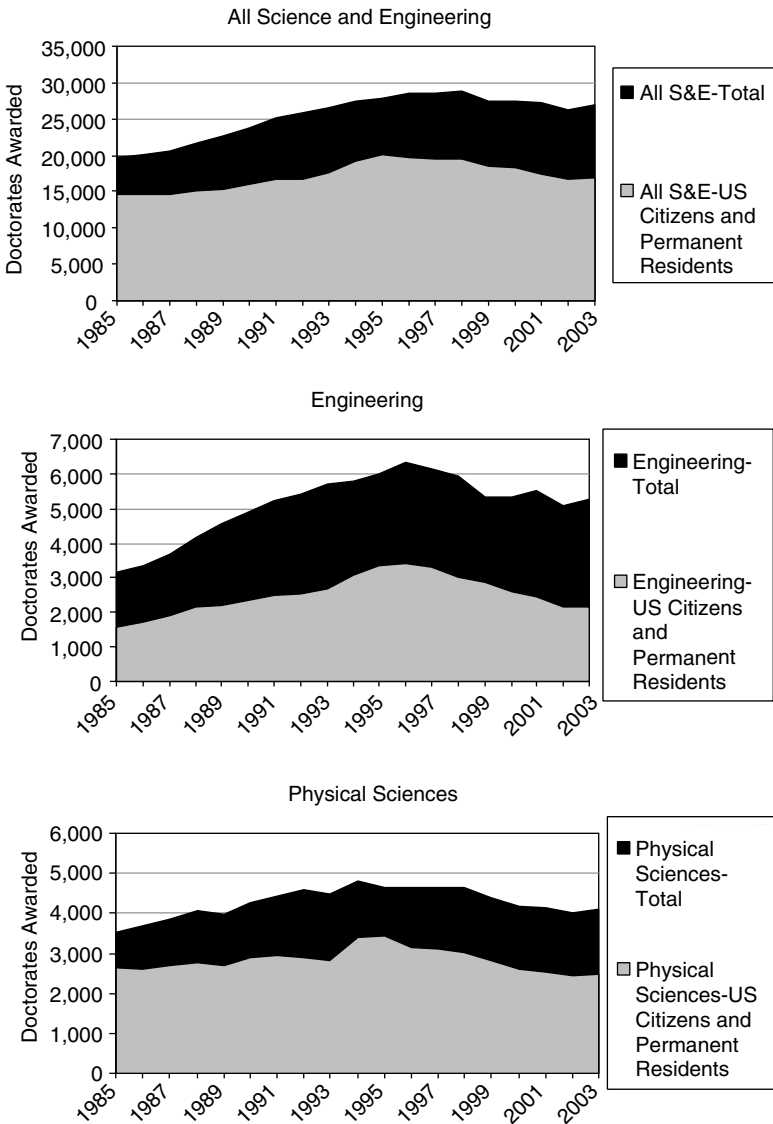 All Science and Engineering
Doctorates Awarded
35,000
30,000
25,000
20,000
15,000
10,000
5,000
0
1985
1987
1989
1991
1993
1995
1997
1999
2001
2003
All S&E-Total
All S&E-US
Citizens and
Permanent
Residents
Engineering
Doctorates Awarded
7,000
6,000
5,000
4,000
3,000
2,000
1,000
0
1985
1987
1989
1991
1993
1995
1997
1999
2001
2003
Engineering-
Total
Engineering-
US Citizens
and
Permanent
Residents
Physical Sciences
Doctorates Awarded
6,000
5,000
4,000
3,000
2,000
1,000
0
1985
1987
1989
1991
1993
1995
1997
1999
2001
2003
Physical
Sciences-
Total
Physical
Sciences-US
Citizens and
Permanent
Residents